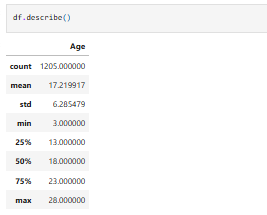 df.describe()
Age
count 1205.000000
mean 17.219917
std 6.285479
min 3.000000
25% 13.000000
50% 18.000000
75% 23.000000
max 28.000000